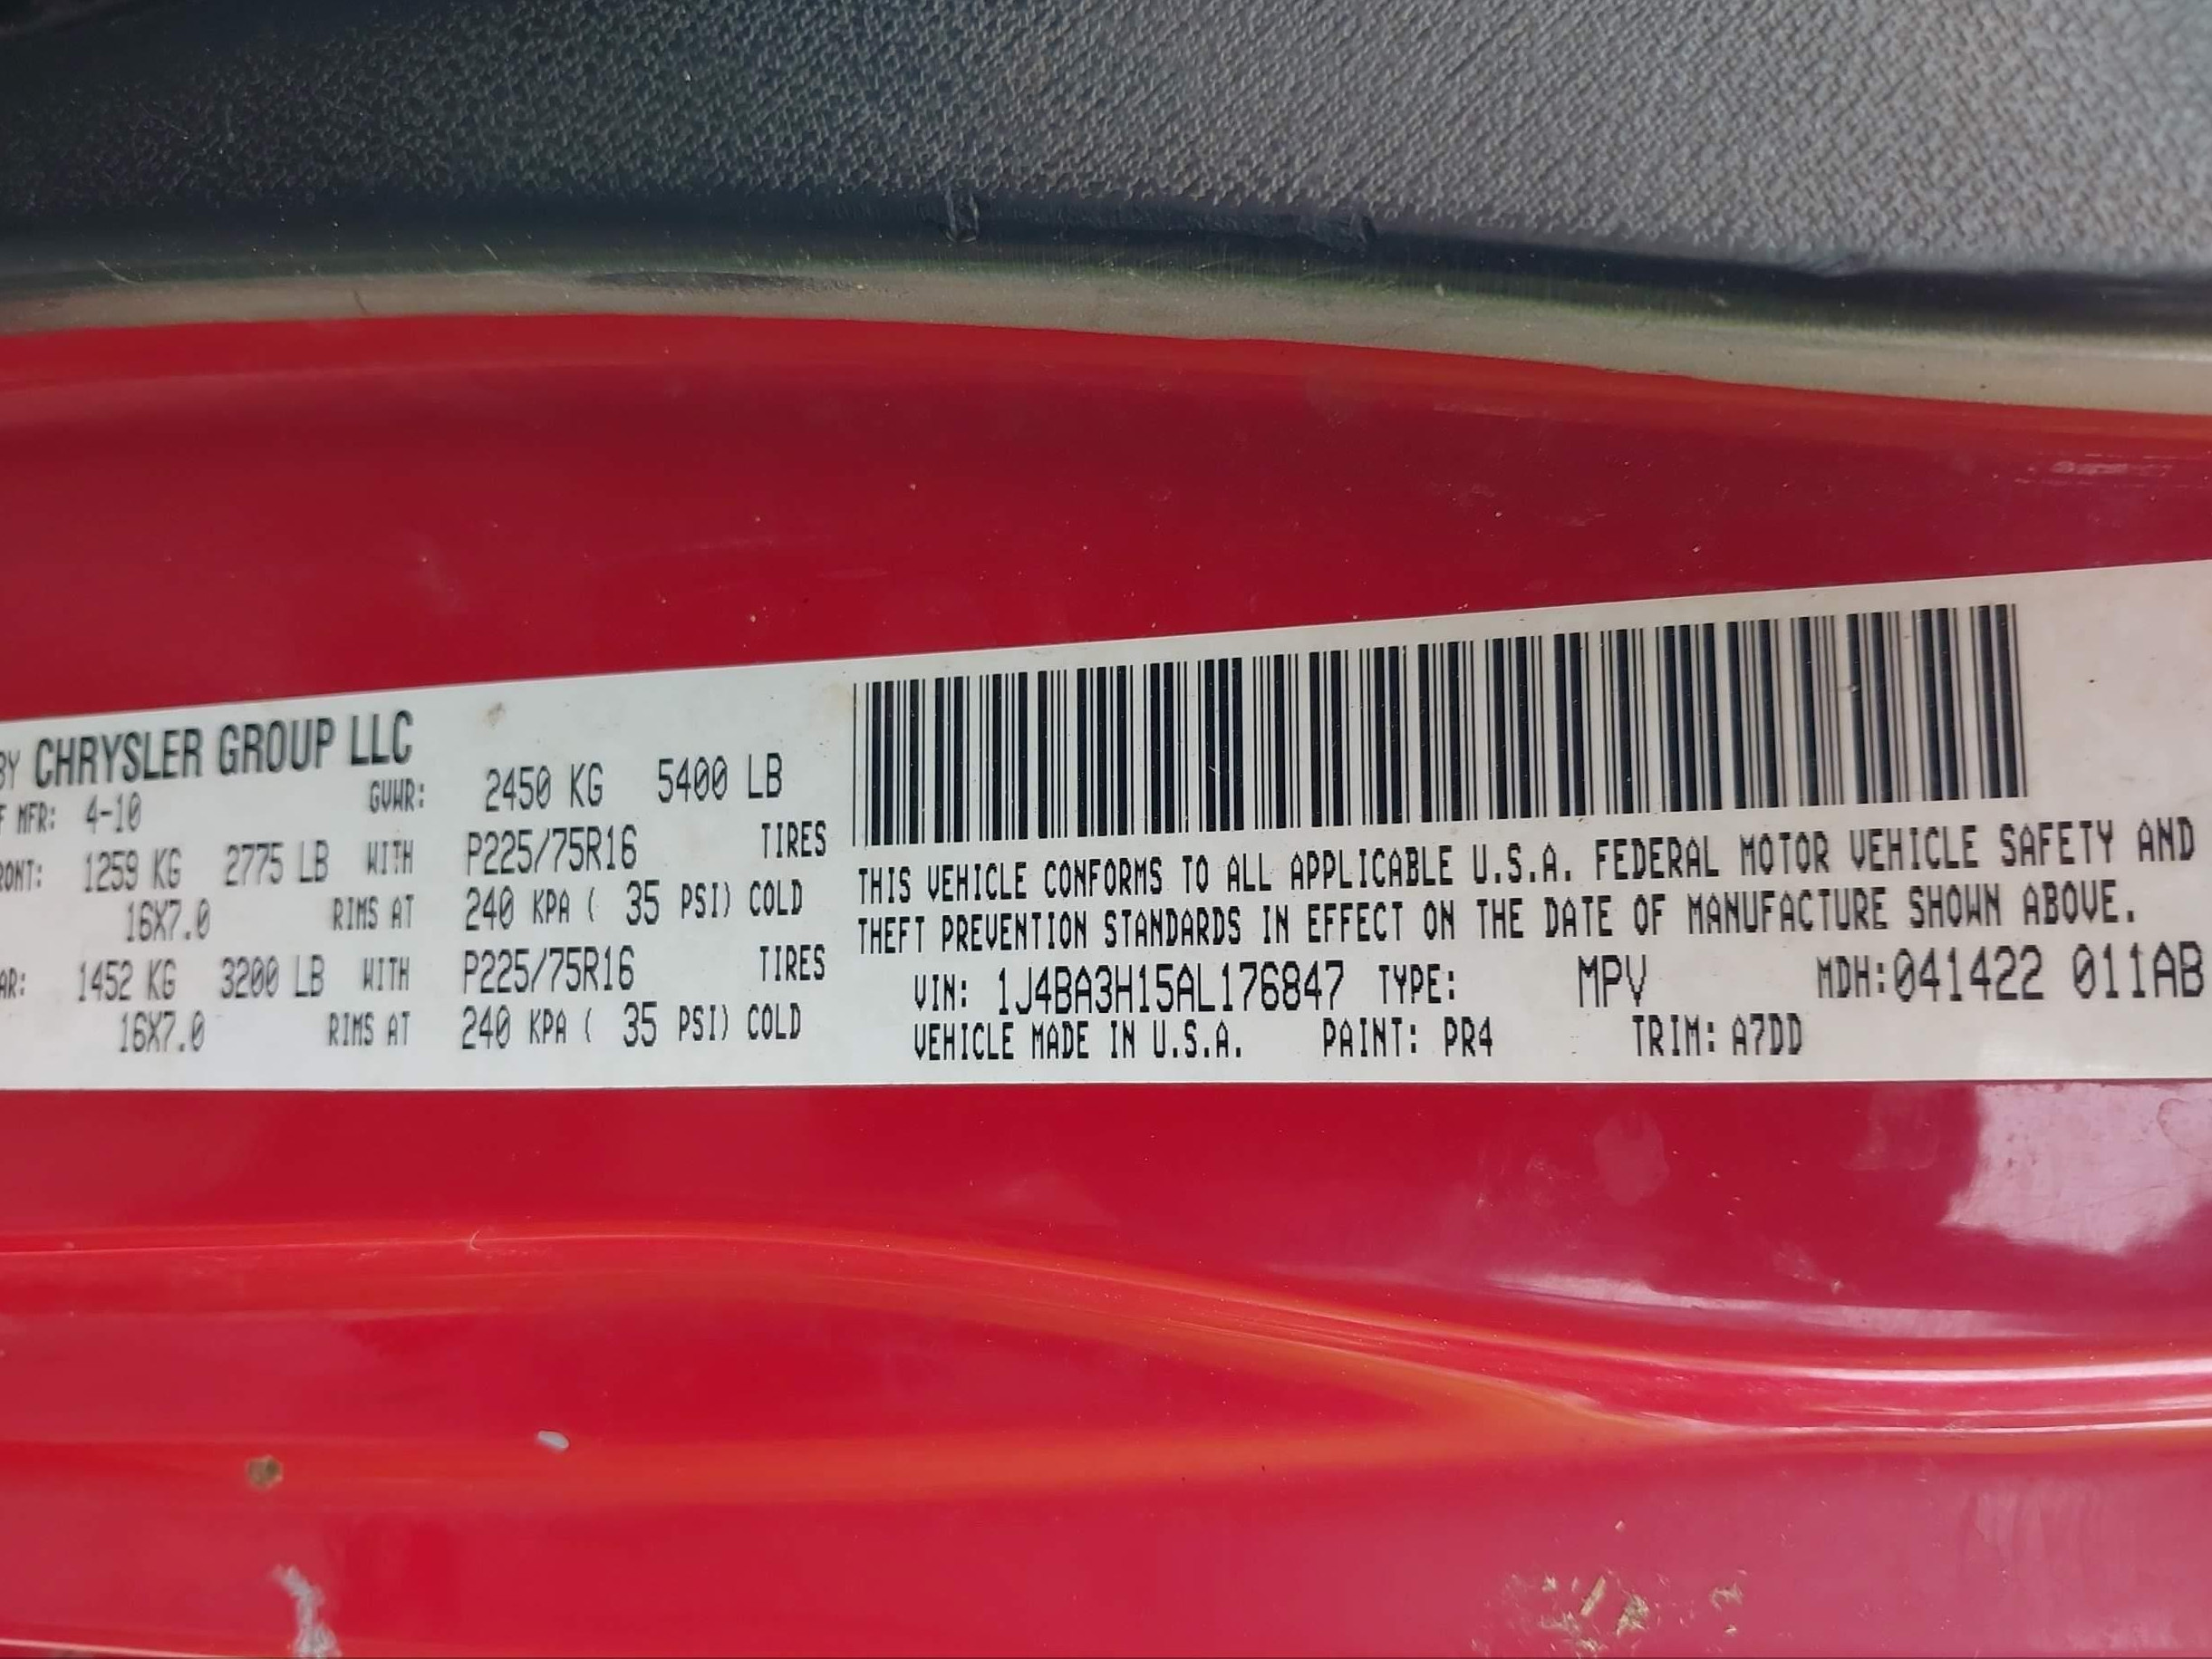 BY CHRYSLER GROUP LLC
F MFR: 4-10 GVWR: 2450 KG 5400 LB
RONT: 1259 KG 2775 LB WITH P225/75R16 TIRES
16X7.0 RIMS AT 240 KPA ( 35 PSI) COLD
AR: 1452 KG 3200 LB WITH P225/75R16 TIRES
16X7.0 RIMS AT 240 KPA ( 35 PSI) COLD
THIS VEHICLE CONFORMS TO ALL APPLICABLE U.S.A. FEDERAL MOTOR VEHICLE SAFETY AND
THEFT PREVENTION STANDARDS IN EFFECT ON THE DATE OF MANUFACTURE SHOWN ABOVE.
VIN: 1J4BA3H15AL176847 TYPE: MPV MDH:041422 011AB
VEHICLE MADE IN U.S.A. PAINT: PR4 TRIM: A7DD